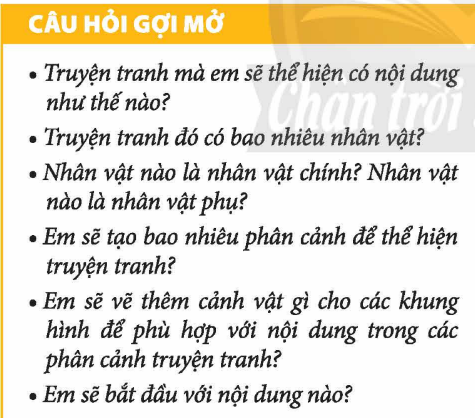 CÂU HỎI GỢI MỞ
• Truyện tranh mà em sẽ thể hiện có nội dung
như thế nào?
Chân trời
• Truyện tranh đó có bao nhiêu nhân vật?
• Nhân vật nào là nhân vật chính? Nhân vật
nào là nhân vật phụ?
• Em sẽ tạo bao nhiêu phân cảnh để thể hiện
truyện tranh?
• Em sẽ vẽ thêm cảnh vật gì cho các khung
hình để phù hợp với nội dung trong các
phân cảnh truyện tranh?
• Em sẽ bắt đầu với nội dung nào?